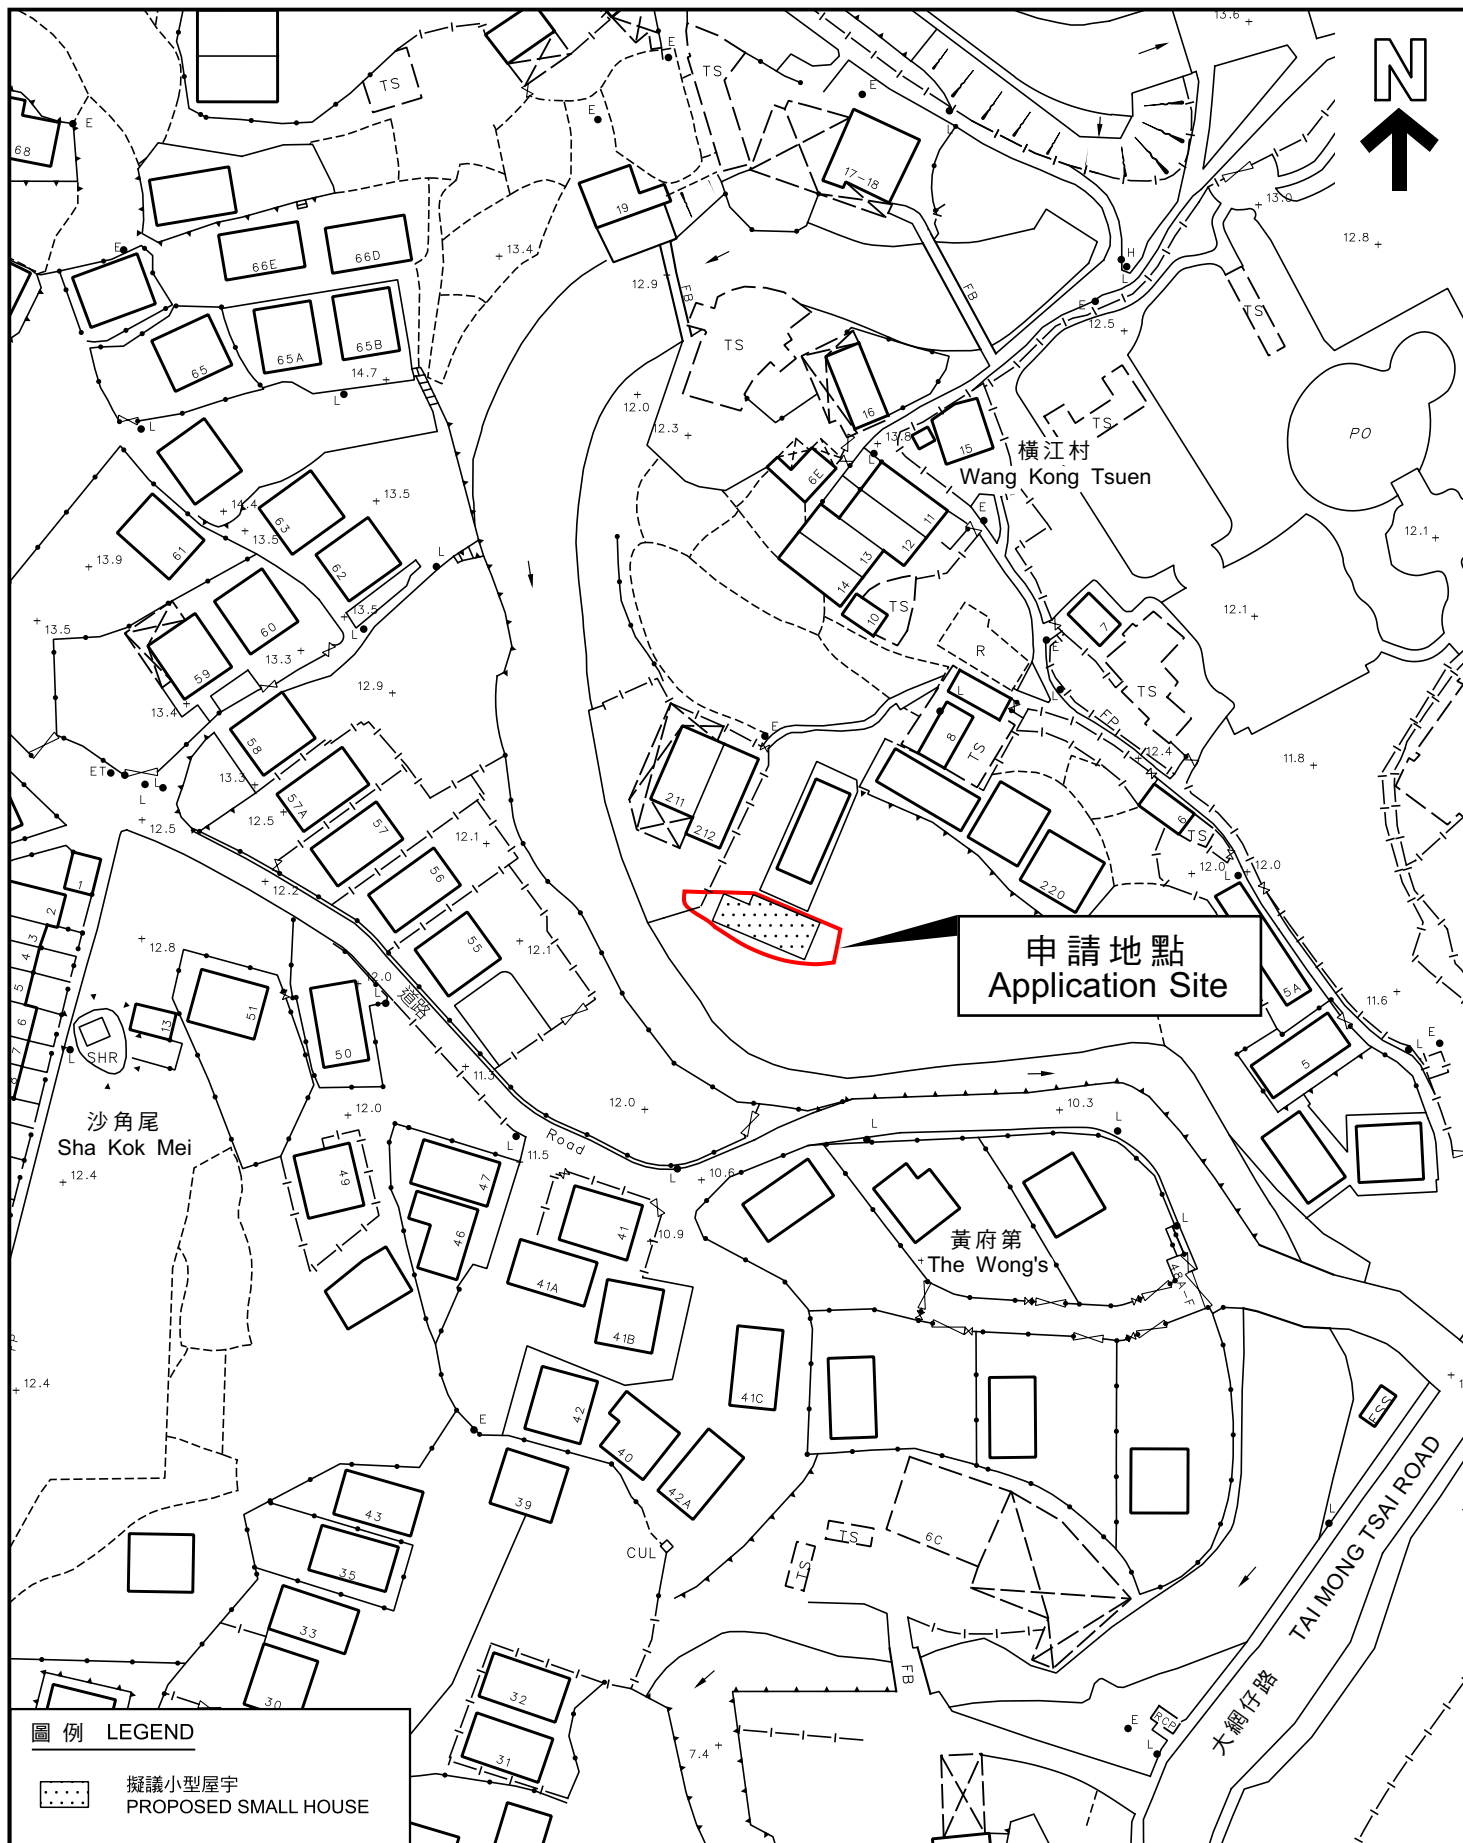 13.6
N
TS
TS
E
E
E
E
L
68
17-18
19
13.0
12.8
66E
66D
13.4
12.9
FB
FB
H
L
E
12.5
TS
E
65
65A
65B
14.7
L
L
TS
12.0
12.3
16
13.8
L
15
TS
PO
橫江村
Wang Kong Tsuen
6E
11
12
13
14
10
TS
E
12.1
13.5
14.4
13.5
63
62
61
13.9
L
13.5
L
60
13.3
59
13.5
13.4
12.9
58
R
7
E
L
12.1
TS
FP
12.4
11.8
L
8
TS
E
211
212
ET
L
L
13.3
57A
12.5
57
12.5
12.1
56
12.2
55
12.1
220
6
TS
12.0
12.0
L
申請地點
Application Site
5A
11.6
5
L
E
1
2
3
4
5
6
7
8
12.8
13
51
SHR
L
50
12.0
L
道路
11.3
12.0
沙角尾
Sha Kok Mei
12.4
12.0
L
11.5
Road
L
10.6
L
10.3
L
49
47
46
41
41A
41B
10.9
黃府第
The Wong's
48A-F
L
12.4
41C
42
40
42A
E
39
43
35
33
30
CUL
TS
TS
6C
ESS
L
TAI MONG TSAI ROAD
大網仔路
FB
32
31
7.4
E
L
RCP
圖例 LEGEND
擬議小型屋宇
PROPOSED SMALL HOUSE